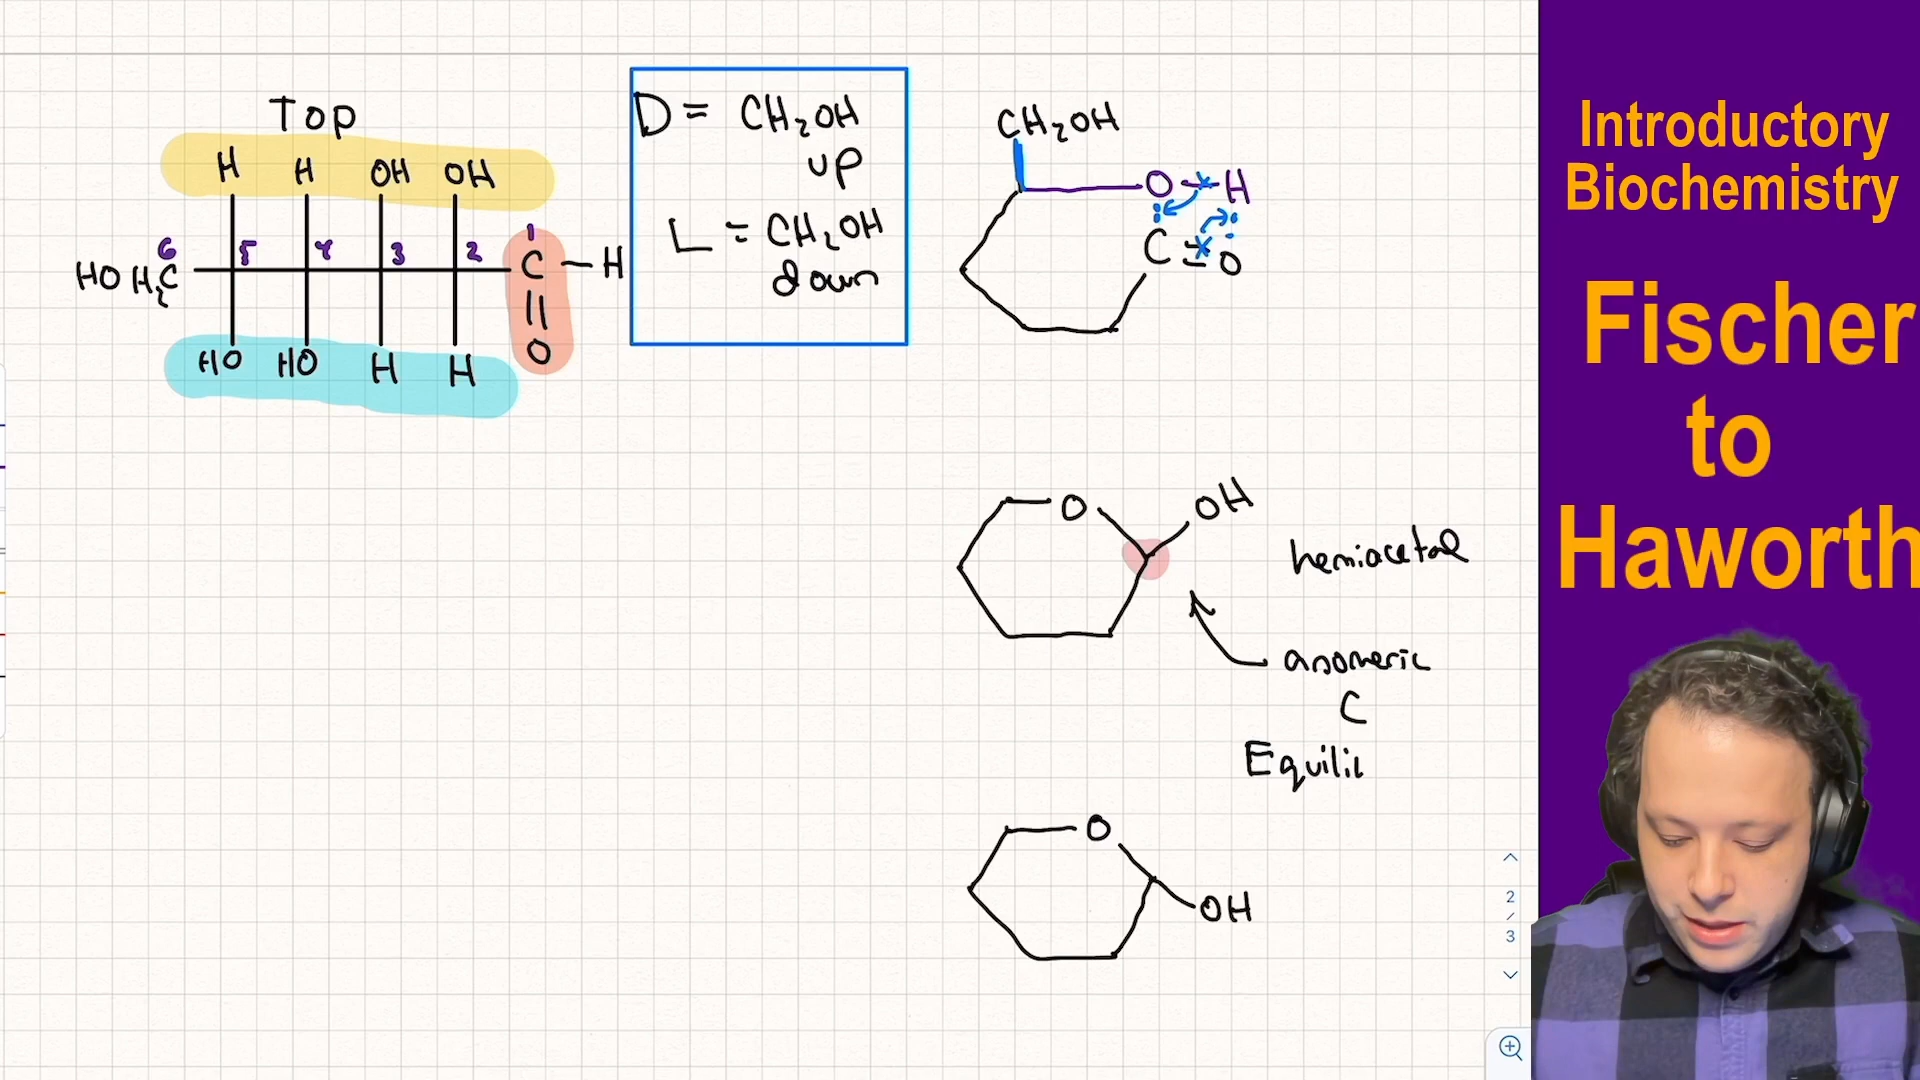 Top
H H OH OH
6 5 4 3 2 1
HO H₂C C — H
HO HO H H O
D = CH₂OH
up
L = CH₂OH
down
CH₂OH
O H
C = O
O OH
hemiacetal
anomeric
C
Equilib
O
OH
Introductory
Biochemistry
Fischer
to
Haworth
2
/
3